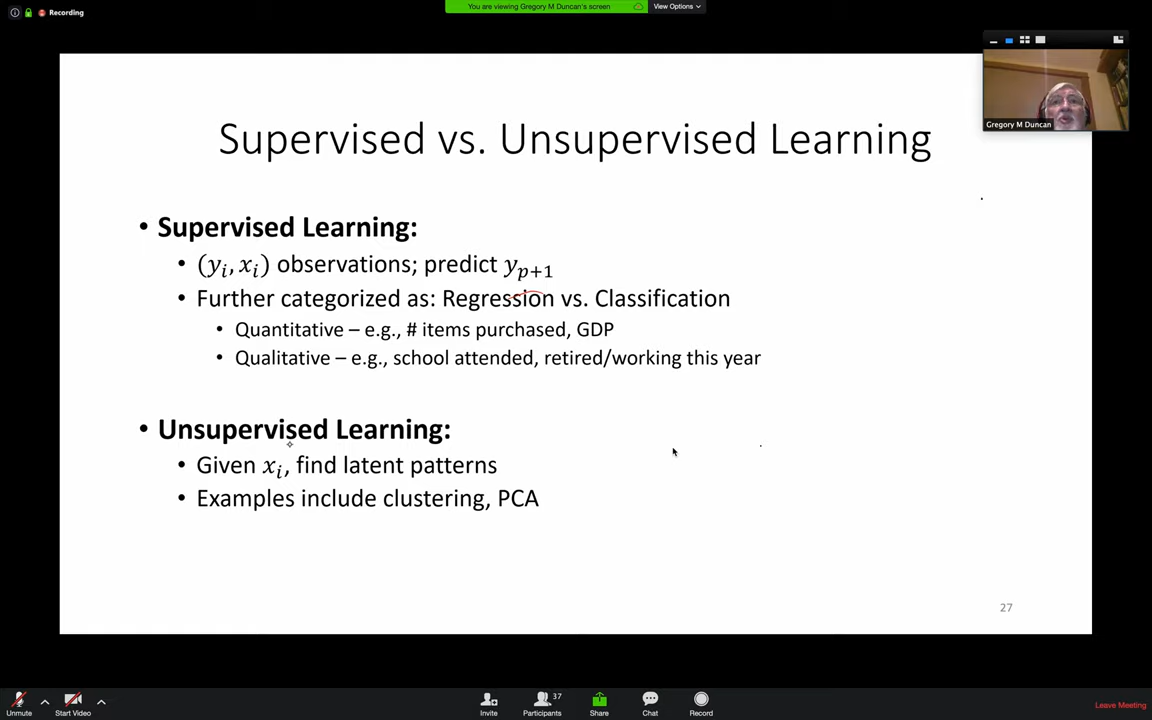 Recording
You are viewing Gregory M Duncan's screen
View Options
Gregory M Duncan
Supervised vs. Unsupervised Learning
• Supervised Learning:
• (yᵢ, xᵢ) observations; predict yₚ₊₁
• Further categorized as: Regression vs. Classification
• Quantitative – e.g., # items purchased, GDP
• Qualitative – e.g., school attended, retired/working this year
• Unsupervised Learning:
• Given xᵢ, find latent patterns
• Examples include clustering, PCA
27
Unmute
Start Video
Invite
Participants 37
Share
Chat
Record
Leave Meeting